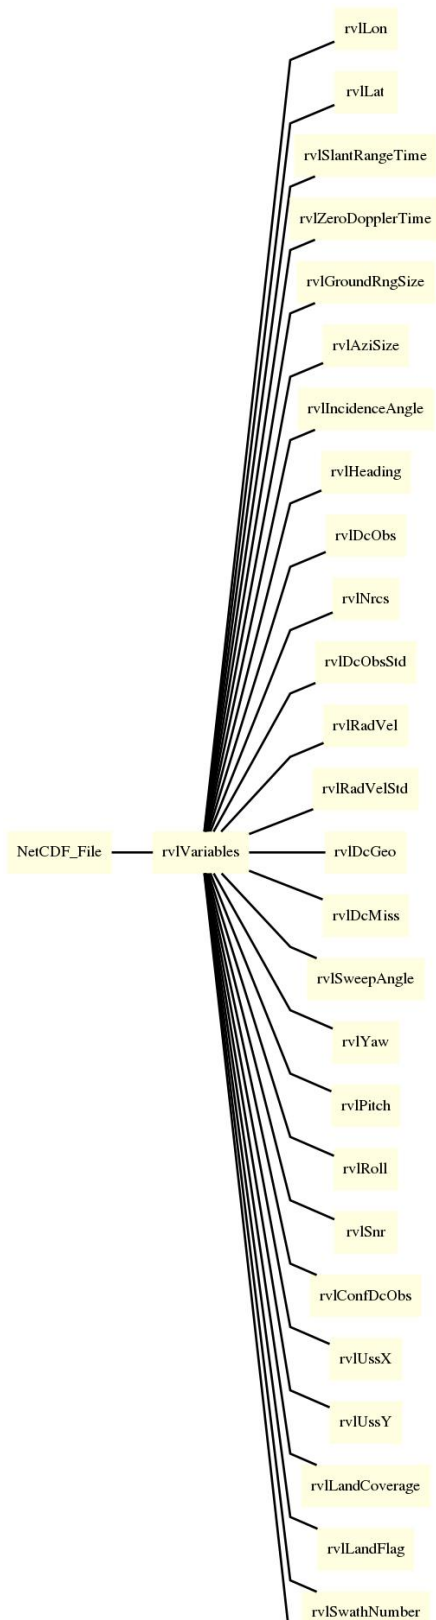 rvlLon
rvlLat
rvlSlantRangeTime
rvlZeroDopplerTime
rvlGroundRngSize
rvlAziSize
rvlIncidenceAngle
rvlHeading
rvlDcObs
rvlNrcs
rvlDcObsStd
rvlRadVel
rvlRadVelStd
NetCDF_File
rvlVariables
rvlDcGeo
rvlDcMiss
rvlSweepAngle
rvlYaw
rvlPitch
rvlRoll
rvlSnr
rvlConfDcObs
rvlUssX
rvlUssY
rvlLandCoverage
rvlLandFlag
rvlSwathNumber